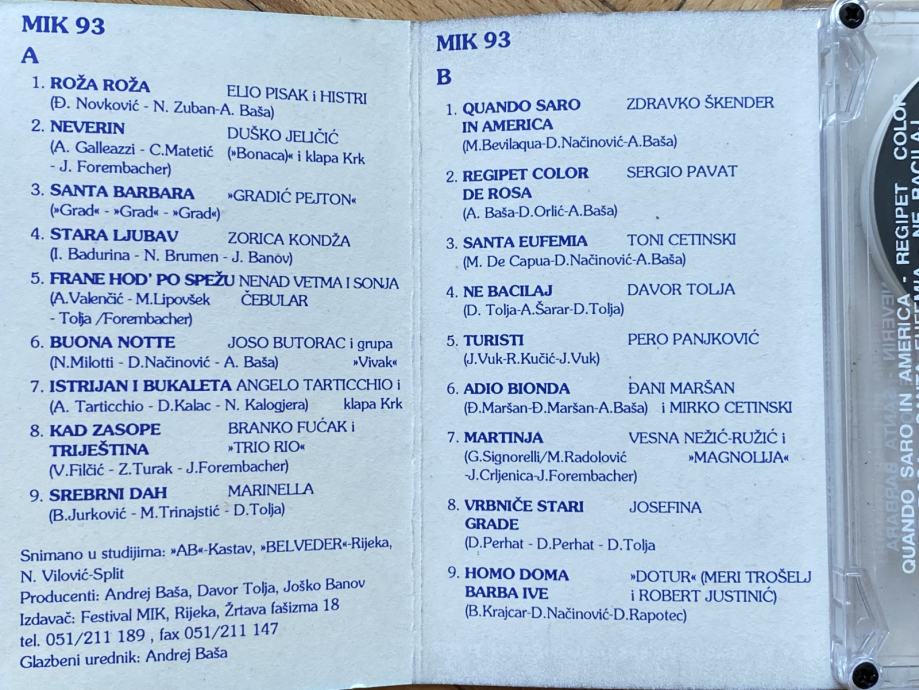 MIK 93
A
1. ROŽA ROŽA ELIO PISAK i HISTRI
(Đ. Novković - N. Zuban-A. Baša)
2. NEVERIN DUŠKO JELIČIĆ
(A. Galleazzi - C.Matetić (»Bonaca)« i klapa Krk
- J. Forembacher)
3. SANTA BARBARA »GRADIĆ PEJTON«
(»Grad« - »Grad« - »Grad«)
4. STARA LJUBAV ZORICA KONDŽA
(I. Badurina - N. Brumen - J. Banov)
5. FRANE HOD' PO SPEŽU NENAD VETMA I SONJA
(A.Valenčić - M.Lipovšek ČEBULAR
- Tolja /Forembacher)
6. BUONA NOTTE JOSO BUTORAC i grupa
(N.Milotti - D.Načinović - A. Baša) »Vivak«
7. ISTRIJAN I BUKALETA ANGELO TARTICCHIO i
(A. Tarticchio - D.Kalac - N. Kalogjera) klapa Krk
8. KAD ZASOPE BRANKO FUĆAK i
TRIJEŠTINA »TRIO RIO«
(V.Filčić - Z.Turak - J.Forembacher)
9. SREBRNI DAH MARINELLA
(B.Jurković - M.Trinajstić - D.Tolja)
Snimano u studijima: »AB«-Kastav, »BELVEDER«-Rijeka,
N. Vilović-Split
Producenti: Andrej Baša, Davor Tolja, Joško Banov
Izdavač: Festival MIK, Rijeka, Žrtava fašizma 18
tel. 051/211 189 , fax 051/211 147
Glazbeni urednik: Andrej Baša
MIK 93
B
1. QUANDO SARO ZDRAVKO ŠKENDER
IN AMERICA
(M.Bevilaqua-D.Načinović-A.Baša)
2. REGIPET COLOR SERGIO PAVAT
DE ROSA
(A. Baša-D.Orlić-A.Baša)
3. SANTA EUFEMIA TONI CETINSKI
(M. De Capua-D.Načinović-A.Baša)
4. NE BACILAJ DAVOR TOLJA
(D. Tolja-A.Šarar-D.Tolja)
5. TURISTI PERO PANJKOVIĆ
(J.Vuk-R.Kučić-J.Vuk)
6. ADIO BIONDA ĐANI MARŠAN
(Đ.Maršan-Đ.Maršan-A.Baša) i MIRKO CETINSKI
7. MARTINJA VESNA NEŽIĆ-RUŽIĆ i
(G.Signorelli/M.Radolović »MAGNOLIJA«
-J.Crljenica-J.Forembacher)
8. VRBNIČE STARI JOSEFINA
GRADE
(D.Perhat - D.Perhat - D.Tolja
9. HOMO DOMA »DOTUR« (MERI TROŠELJ
BARBA IVE i ROBERT JUSTINIĆ)
(B.Krajcar-D.Načinović-D.Rapotec)
QUANDO SARO IN AMERICA - REGIPET COLOR